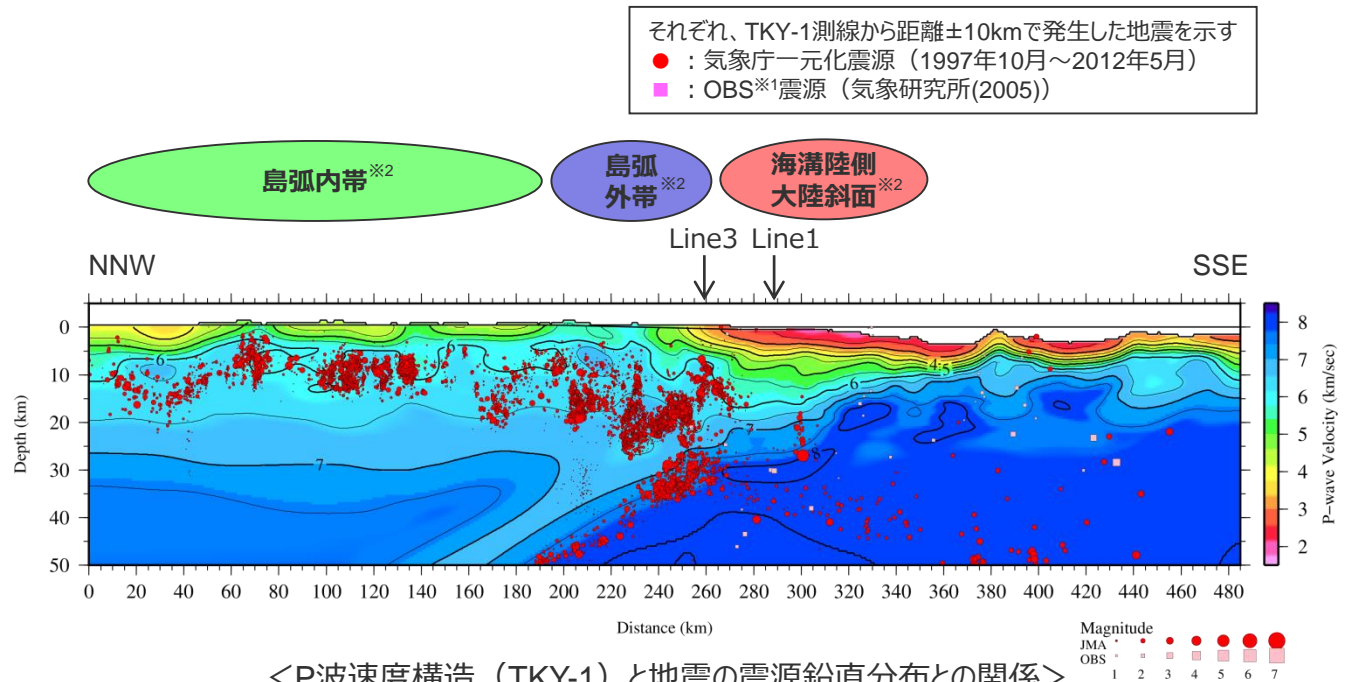 それぞれ、TKY-1測線から距離±10kmで発生した地震を示す
●：気象庁一元化震源（1997年10月～2012年5月）
■：OBS※1震源（気象研究所(2005)）
島弧内帯※2
島弧
外帯※2
海溝陸側
大陸斜面※2
Line3 Line1
NNW
SSE
0
10
20
30
40
50
Depth (km)
6
6
7
7
8
4
5
6
8
7
6
5
4
3
2
P-wave Velocity (km/sec)
0 20 40 60 80 100 120 140 160 180 200 220 240 260 280 300 320 340 360 380 400 420 440 460 480
Distance (km)
Magnitude
JMA
OBS
1 2 3 4 5 6 7
＜P波速度構造（TKY-1）と地震の震源鉛直分布との関係＞